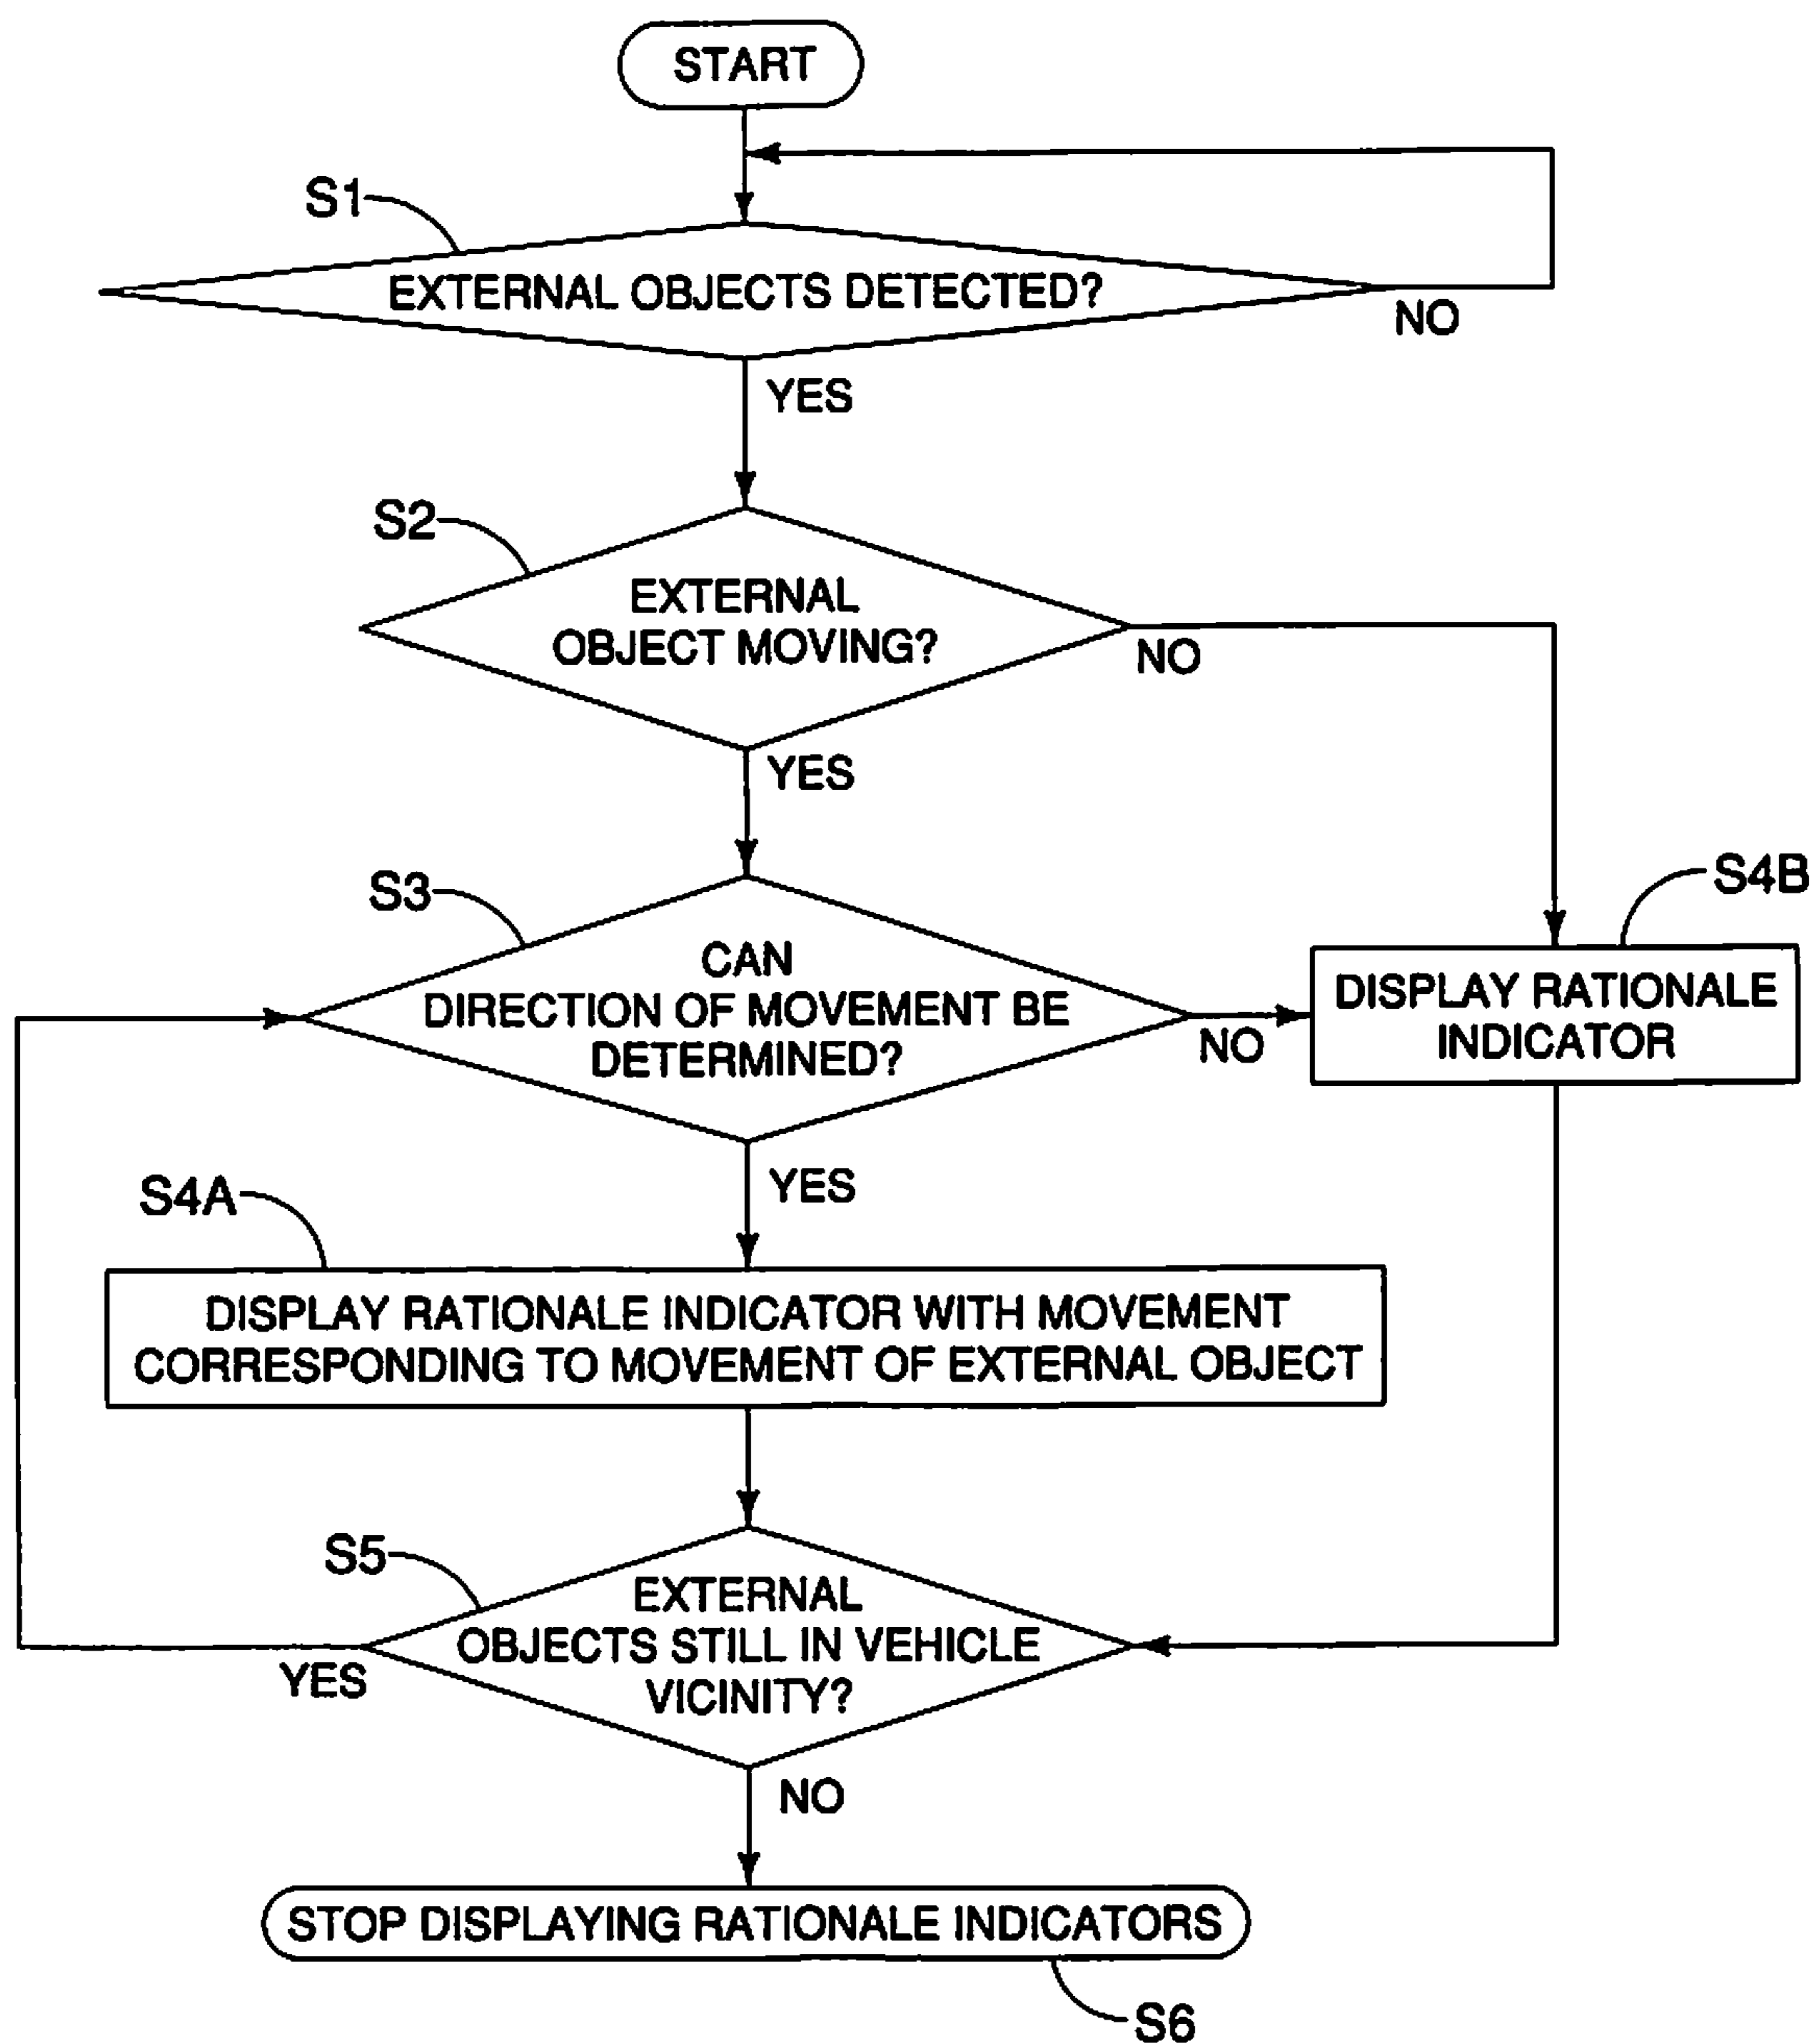 START
S1
EXTERNAL OBJECTS DETECTED?
NO
YES
S2
EXTERNAL
OBJECT MOVING?
NO
YES
S3
CAN
DIRECTION OF MOVEMENT BE
DETERMINED?
NO
S4B
DISPLAY RATIONALE
INDICATOR
YES
S4A
DISPLAY RATIONALE INDICATOR WITH MOVEMENT
CORRESPONDING TO MOVEMENT OF EXTERNAL OBJECT
S5
EXTERNAL
OBJECTS STILL IN VEHICLE
VICINITY?
YES
NO
STOP DISPLAYING RATIONALE INDICATORS
S6